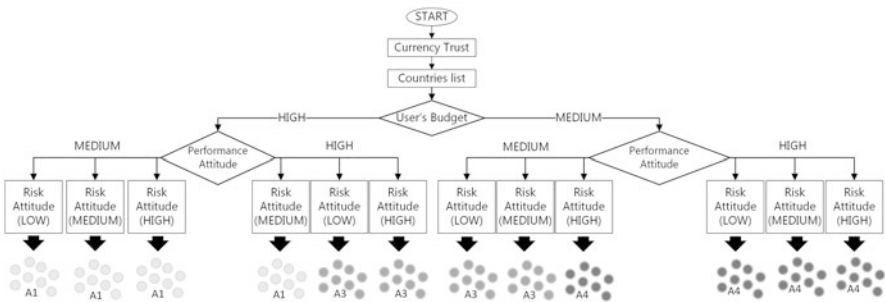 START
Currency Trust
Countries list
User's Budget
HIGH
MEDIUM
MEDIUM
Performance
Attitude
HIGH
MEDIUM
Performance
Attitude
HIGH
Risk
Attitude
(LOW)
Risk
Attitude
(MEDIUM)
Risk
Attitude
(HIGH)
Risk
Attitude
(MEDIUM)
Risk
Attitude
(LOW)
Risk
Attitude
(HIGH)
Risk
Attitude
(LOW)
Risk
Attitude
(MEDIUM)
Risk
Attitude
(HIGH)
Risk
Attitude
(LOW)
Risk
Attitude
(MEDIUM)
Risk
Attitude
(HIGH)
A1
A1
A1
A1
A3
A3
A3
A3
A4
A4
A4
A4